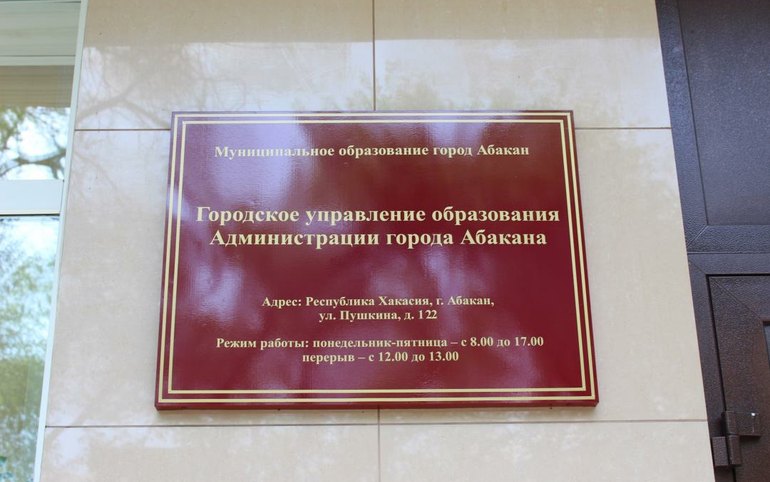 Муниципальное образование город Абакан
Городское управление образования
Администрации города Абакана
Адрес: Республика Хакасия, г. Абакан,
ул. Пушкина, д. 122
Режим работы: понедельник-пятница – с 8.00 до 17.00
перерыв – с 12.00 до 13.00